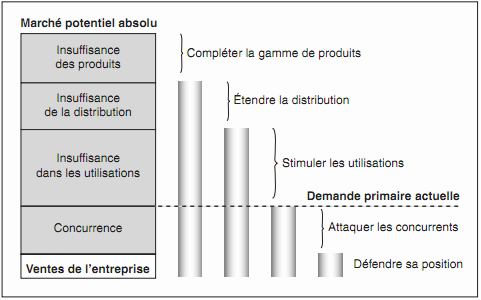 Marché potentiel absolu
Insuffisance
des produits
Compléter la gamme de produits
Insuffisance
de la distribution
Étendre la distribution
Insuffisance
dans les utilisations
Stimuler les utilisations
Demande primaire actuelle
Concurrence
Attaquer les concurrents
Ventes de l'entreprise
Défendre sa position